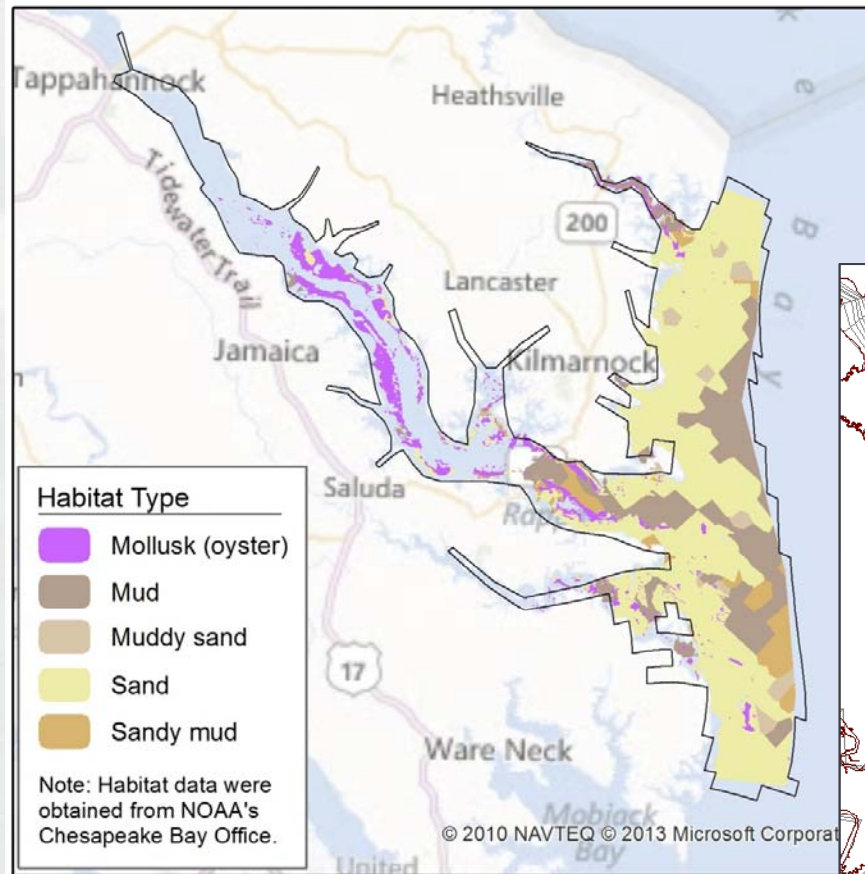 Tappahannock
Heathsville
Tidewater Trail
200
Lancaster
Jamaica
Kilmarnock
Saluda
Rapp
B
a
y
k
e
17
Ware Neck
Mobjack
Bay
United
Habitat Type
Mollusk (oyster)
Mud
Muddy sand
Sand
Sandy mud
Note: Habitat data were
obtained from NOAA's
Chesapeake Bay Office.
© 2010 NAVTEQ © 2013 Microsoft Corporat